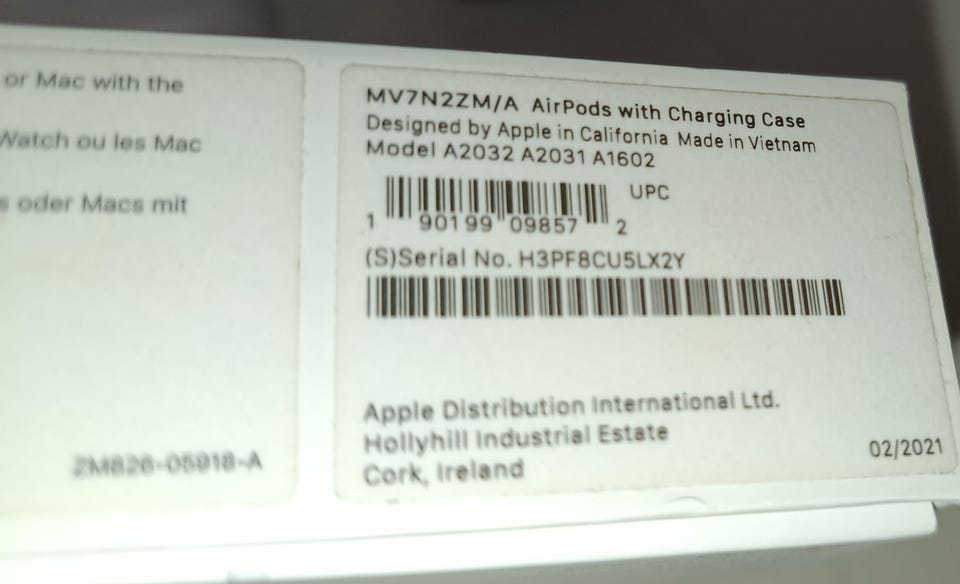 or Mac with the
Watch ou les Mac
s oder Macs mit
ZM826-05918-A
MV7N2ZM/A AirPods with Charging Case
Designed by Apple in California Made in Vietnam
Model A2032 A2031 A1602
UPC
1 90199 09857 2
(S)Serial No. H3PF8CU5LX2Y
Apple Distribution International Ltd.
Hollyhill Industrial Estate
Cork, Ireland
02/2021